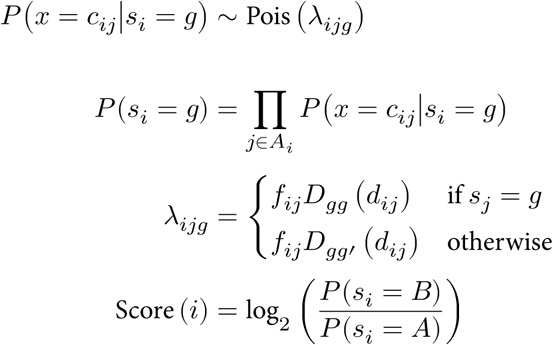 P(x = c_{ij}|s_i = g) ∼ Pois (λ_{ijg})
P(s_i = g) = ∏_{j∈A_i} P(x = c_{ij}|s_i = g)
λ_{ijg} = { f_{ij}D_{gg} (d_{ij}) if s_j = g
f_{ij}D_{gg′} (d_{ij}) otherwise
Score (i) = log_2 ( P(s_i = B) / P(s_i = A) )